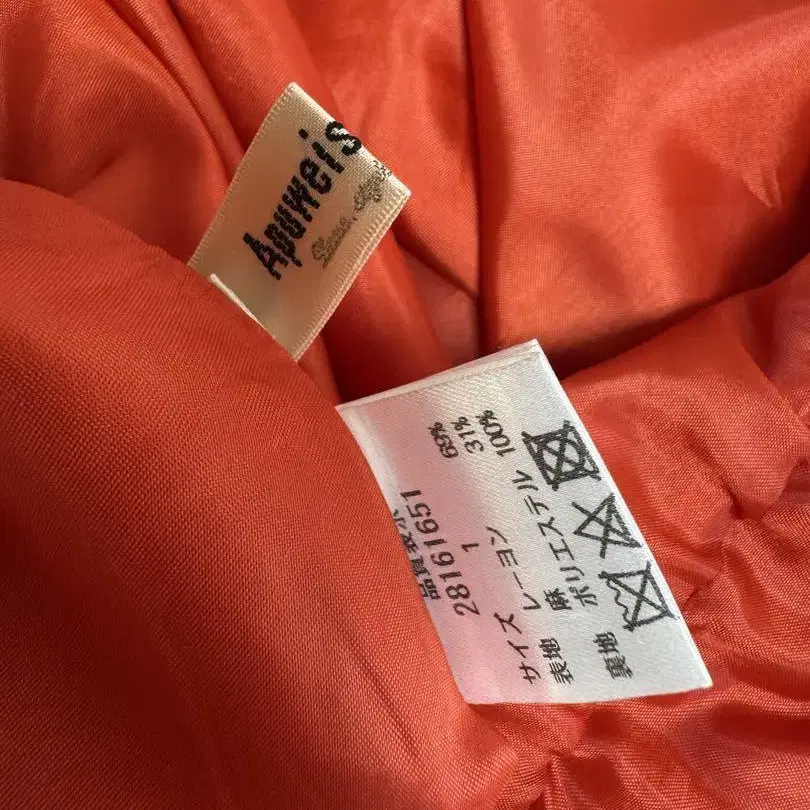 Apuweis
品質表示
28161651
サイズ 1
表地 レーヨン 69%
麻 31%
裏地 ポリエステル 100%